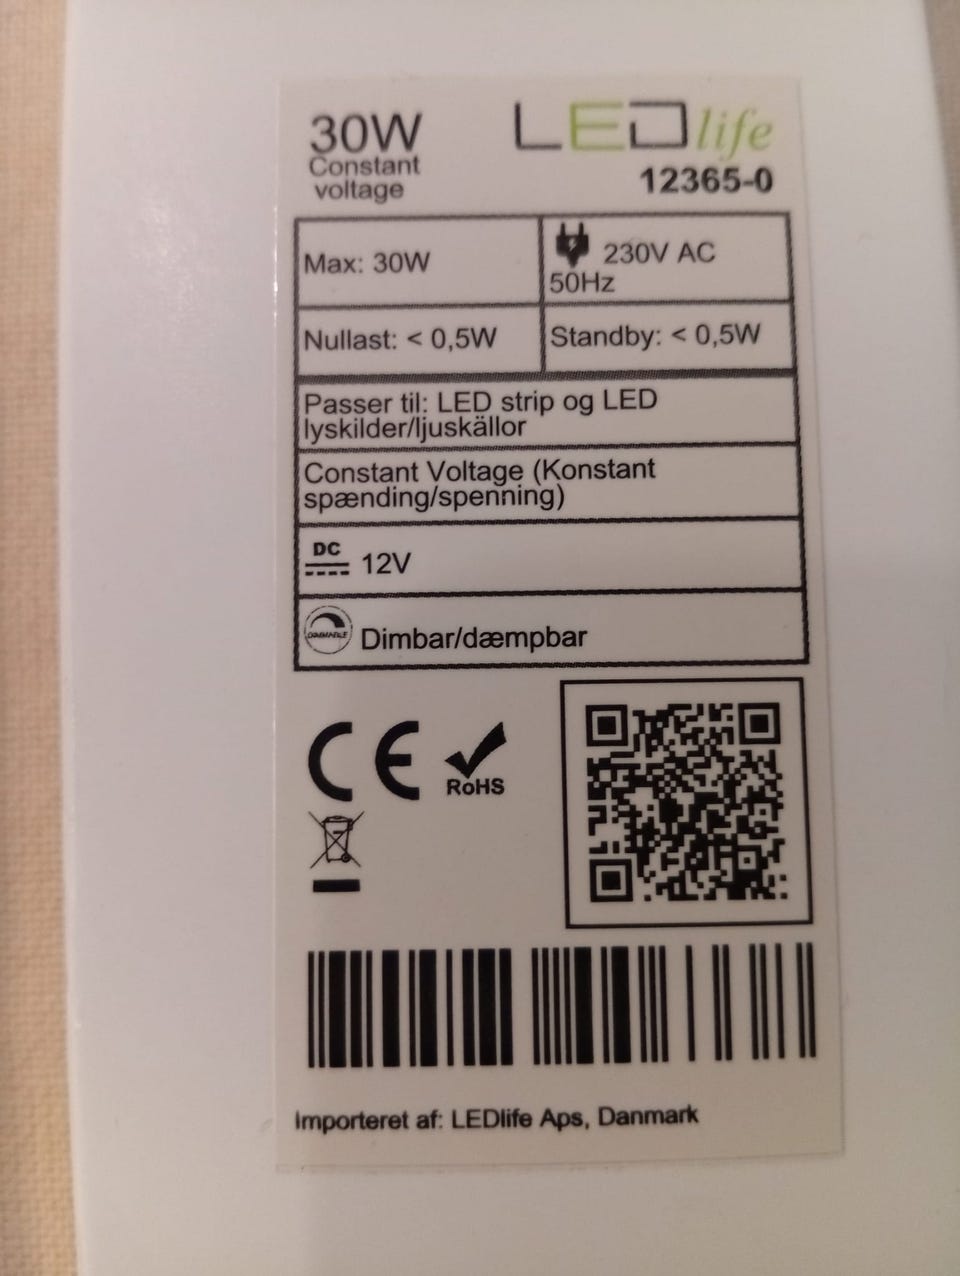 30W
Constant
voltage
LEDlife
12365-0
Max: 30W
230V AC
50Hz
Nullast: < 0,5W
Standby: < 0,5W
Passer til: LED strip og LED
lyskilder/ljuskällor
Constant Voltage (Konstant
spænding/spenning)
DC
12V
DIMMABLE
Dimbar/dæmpbar
CE
RoHS
Importeret af: LEDlife Aps, Danmark